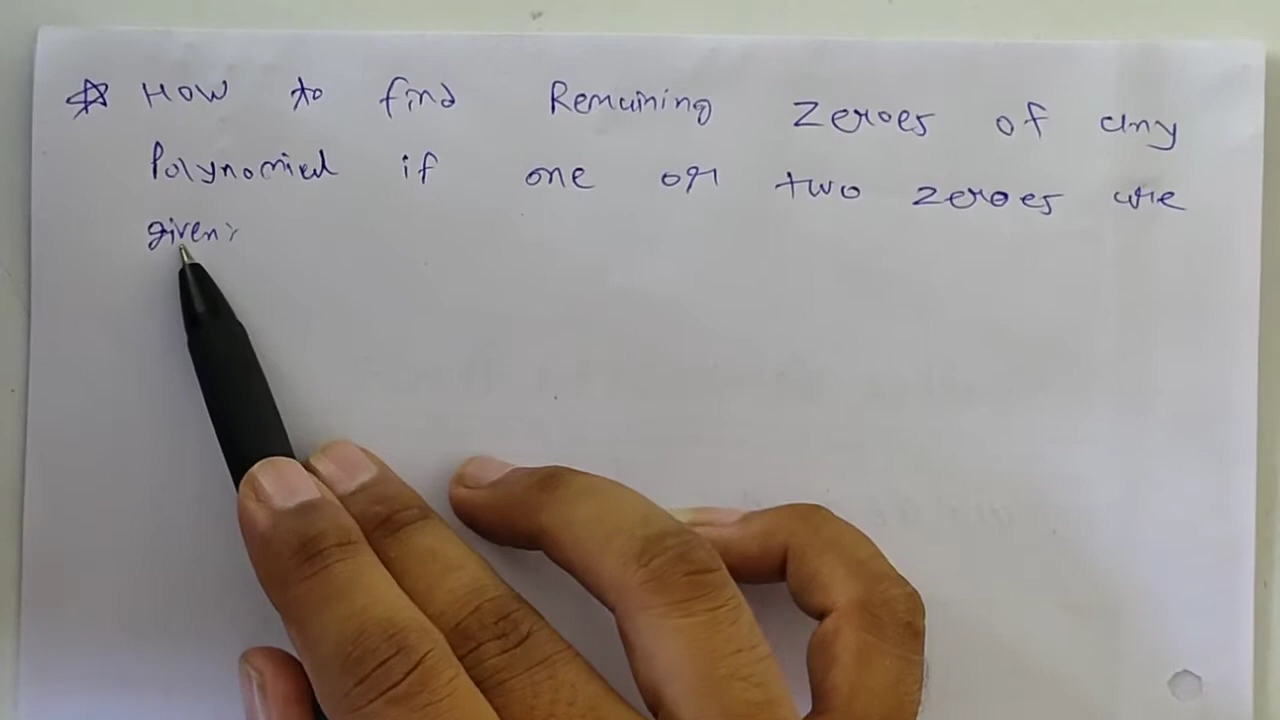 ☆ How to find Remaining zeroes of any
Polynomial if one or two zeroes are
given: